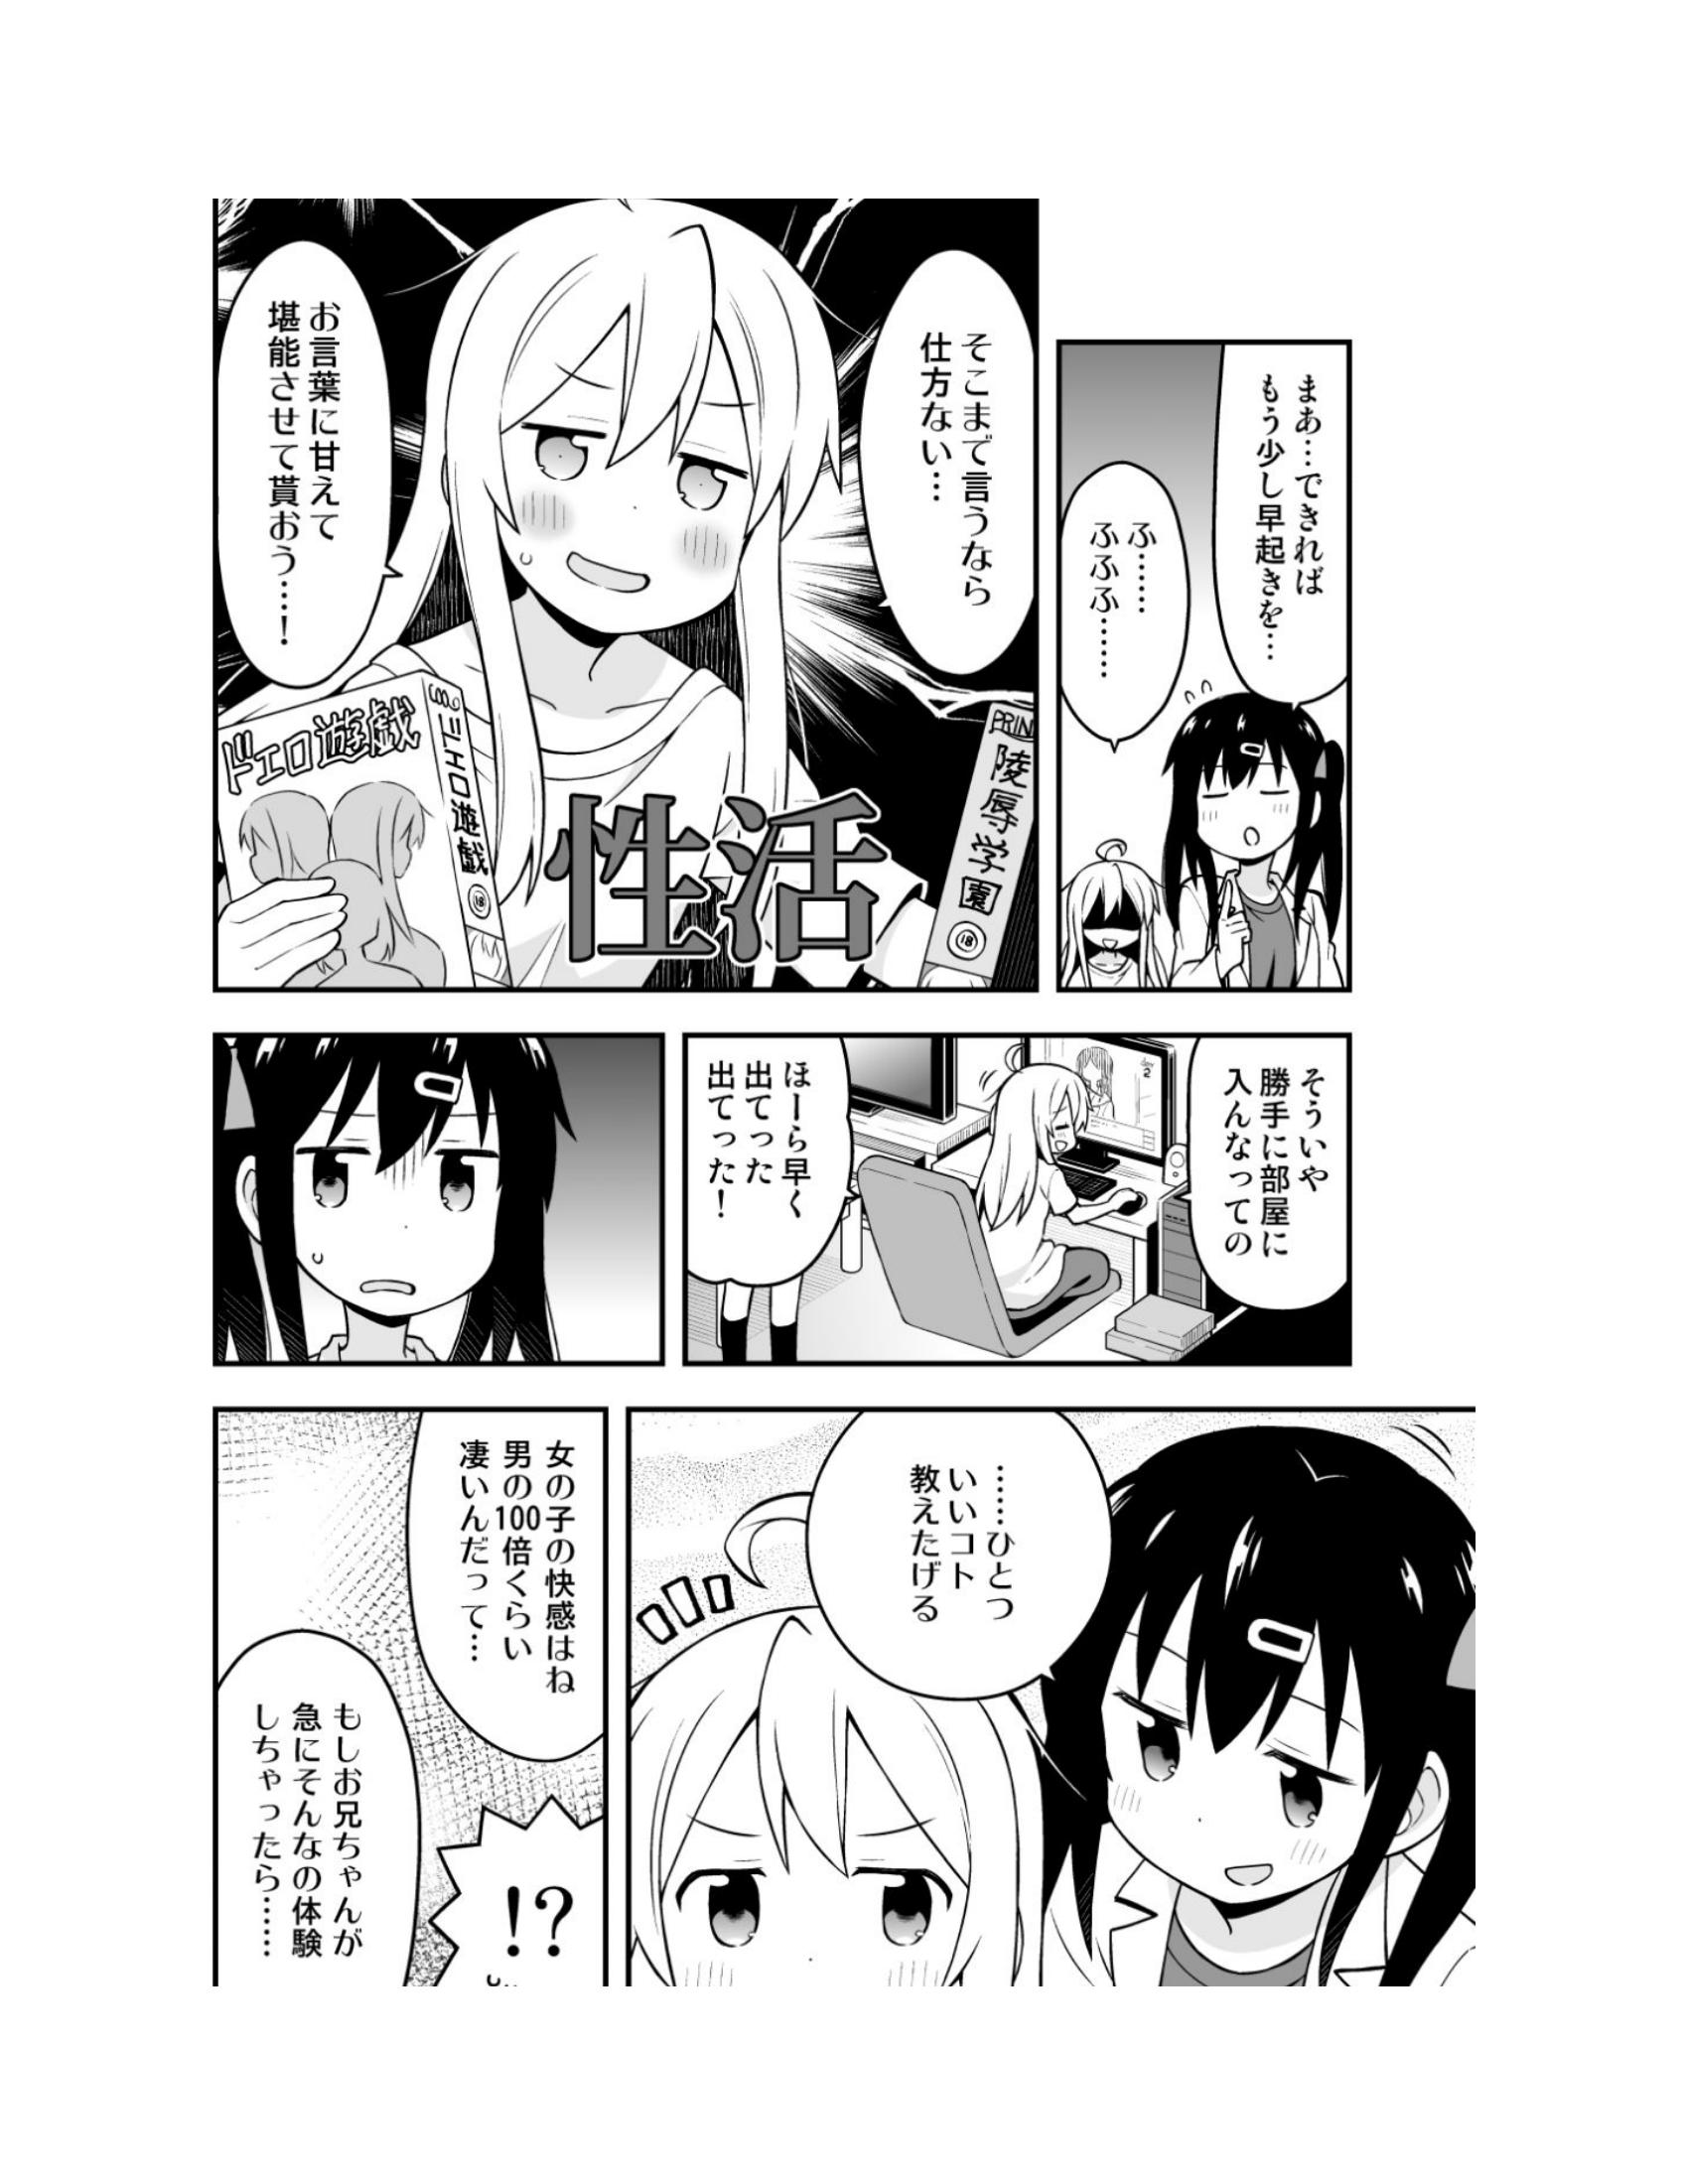 まあ…できれば
もう少し早起きを…
ふ……
ふふふ……
そこまで言うなら
仕方ない…
お言葉に甘えて
堪能させて貰おう…！
ドエロ遊戯
ドエロ遊戯
18
PRIN
陵辱学園
18
性活
そういや
勝手に部屋に
入んなっての
day
2
ほーら早く
出てった
出てった！
……ひとつ
いいコト
教えたげる
女の子の快感はね
男の100倍くらい
凄いんだって…
！？
もしお兄ちゃんが
急にそんなの体験
しちゃったら……